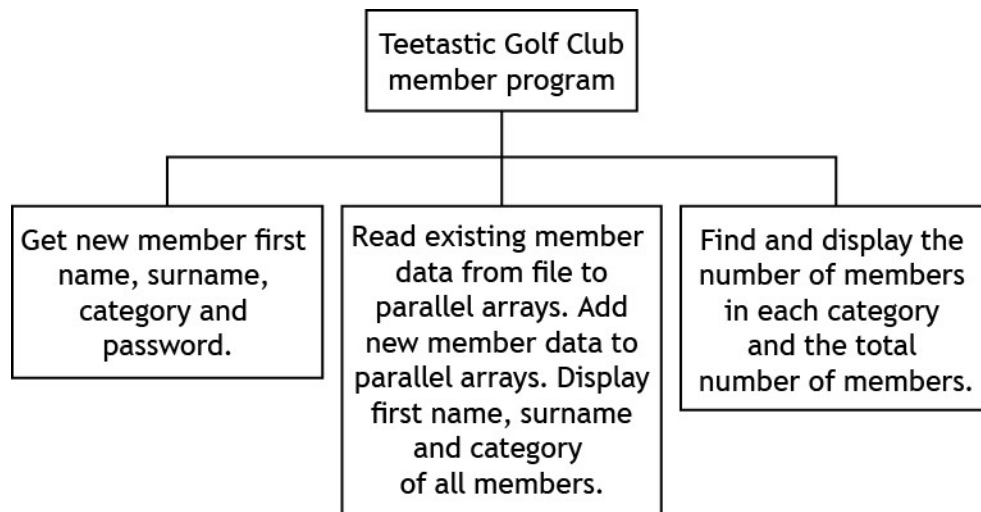 Teetastic Golf Club
member program
Get new member first
name, surname,
category and
password.
Read existing member
data from file to
parallel arrays. Add
new member data to
parallel arrays. Display
first name, surname
and category
of all members.
Find and display the
number of members
in each category
and the total
number of members.